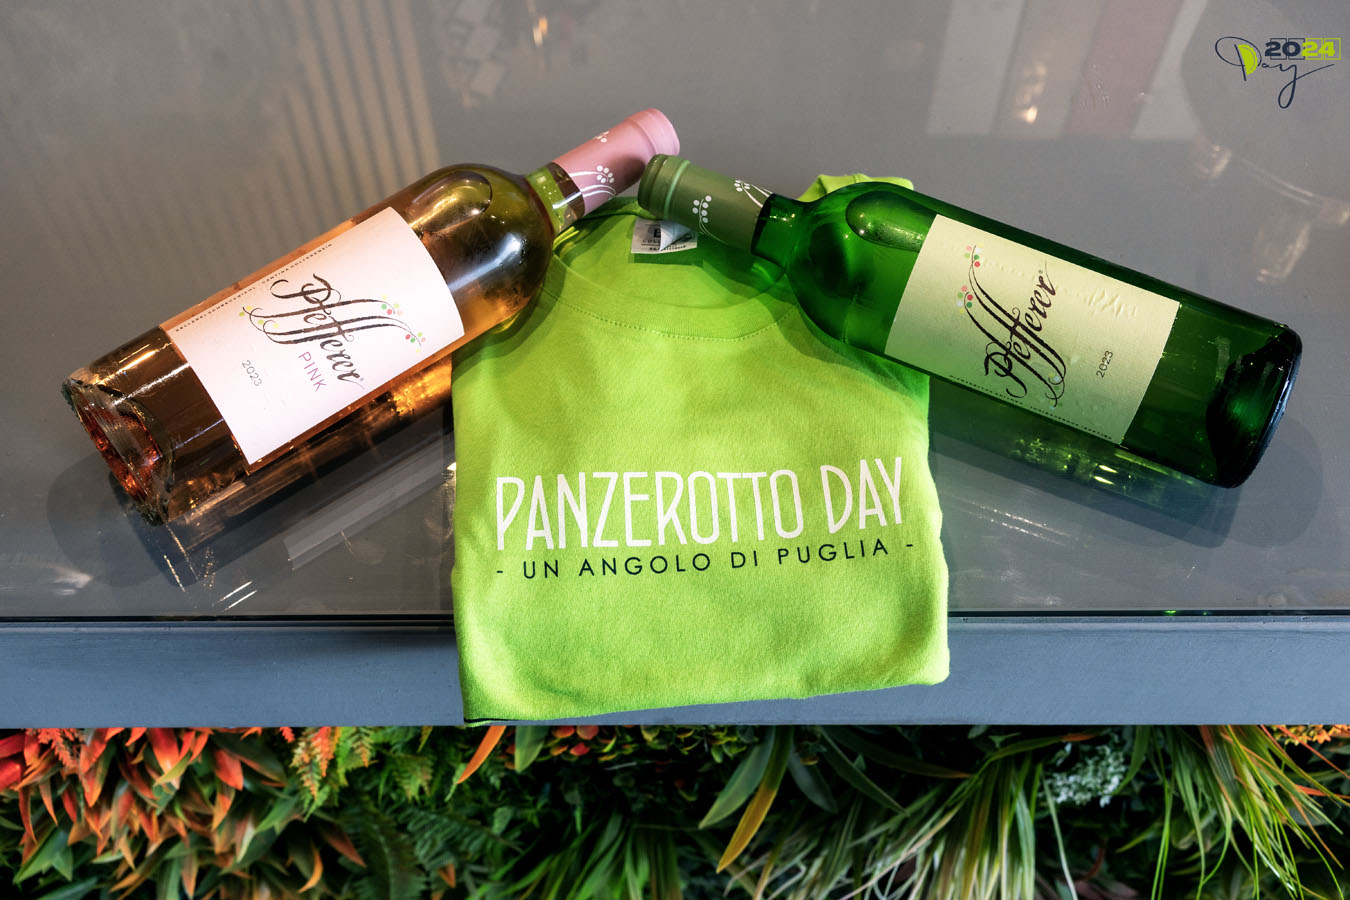 Day 2024
Pfefferer
PINK
2023
Pfefferer
2023
PANZEROTTO DAY
- UN ANGOLO DI PUGLIA -